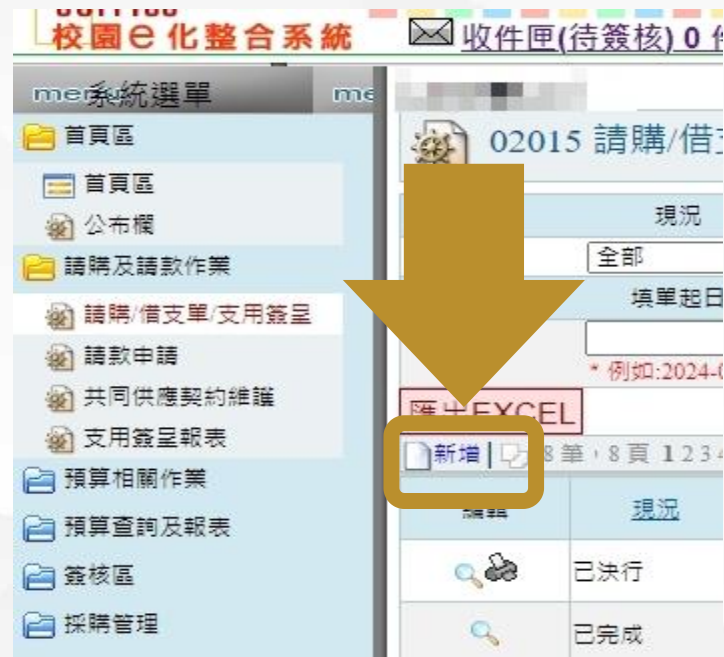 校園e化整合系統
收件匣(待簽核) 0
系統選單
首頁區
首頁區
公布欄
請購及請款作業
請購/借支單/支用簽呈
請款申請
共同供應契約維護
支用簽呈報表
預算相關作業
預算查詢及報表
簽核區
採購管理
02015 請購/借
現況
全部
填單起日
* 例如:2024-0
匯出EXCEL
新增
8 筆,8 頁 1 2 3 4
編輯
現況
已決行
已完成